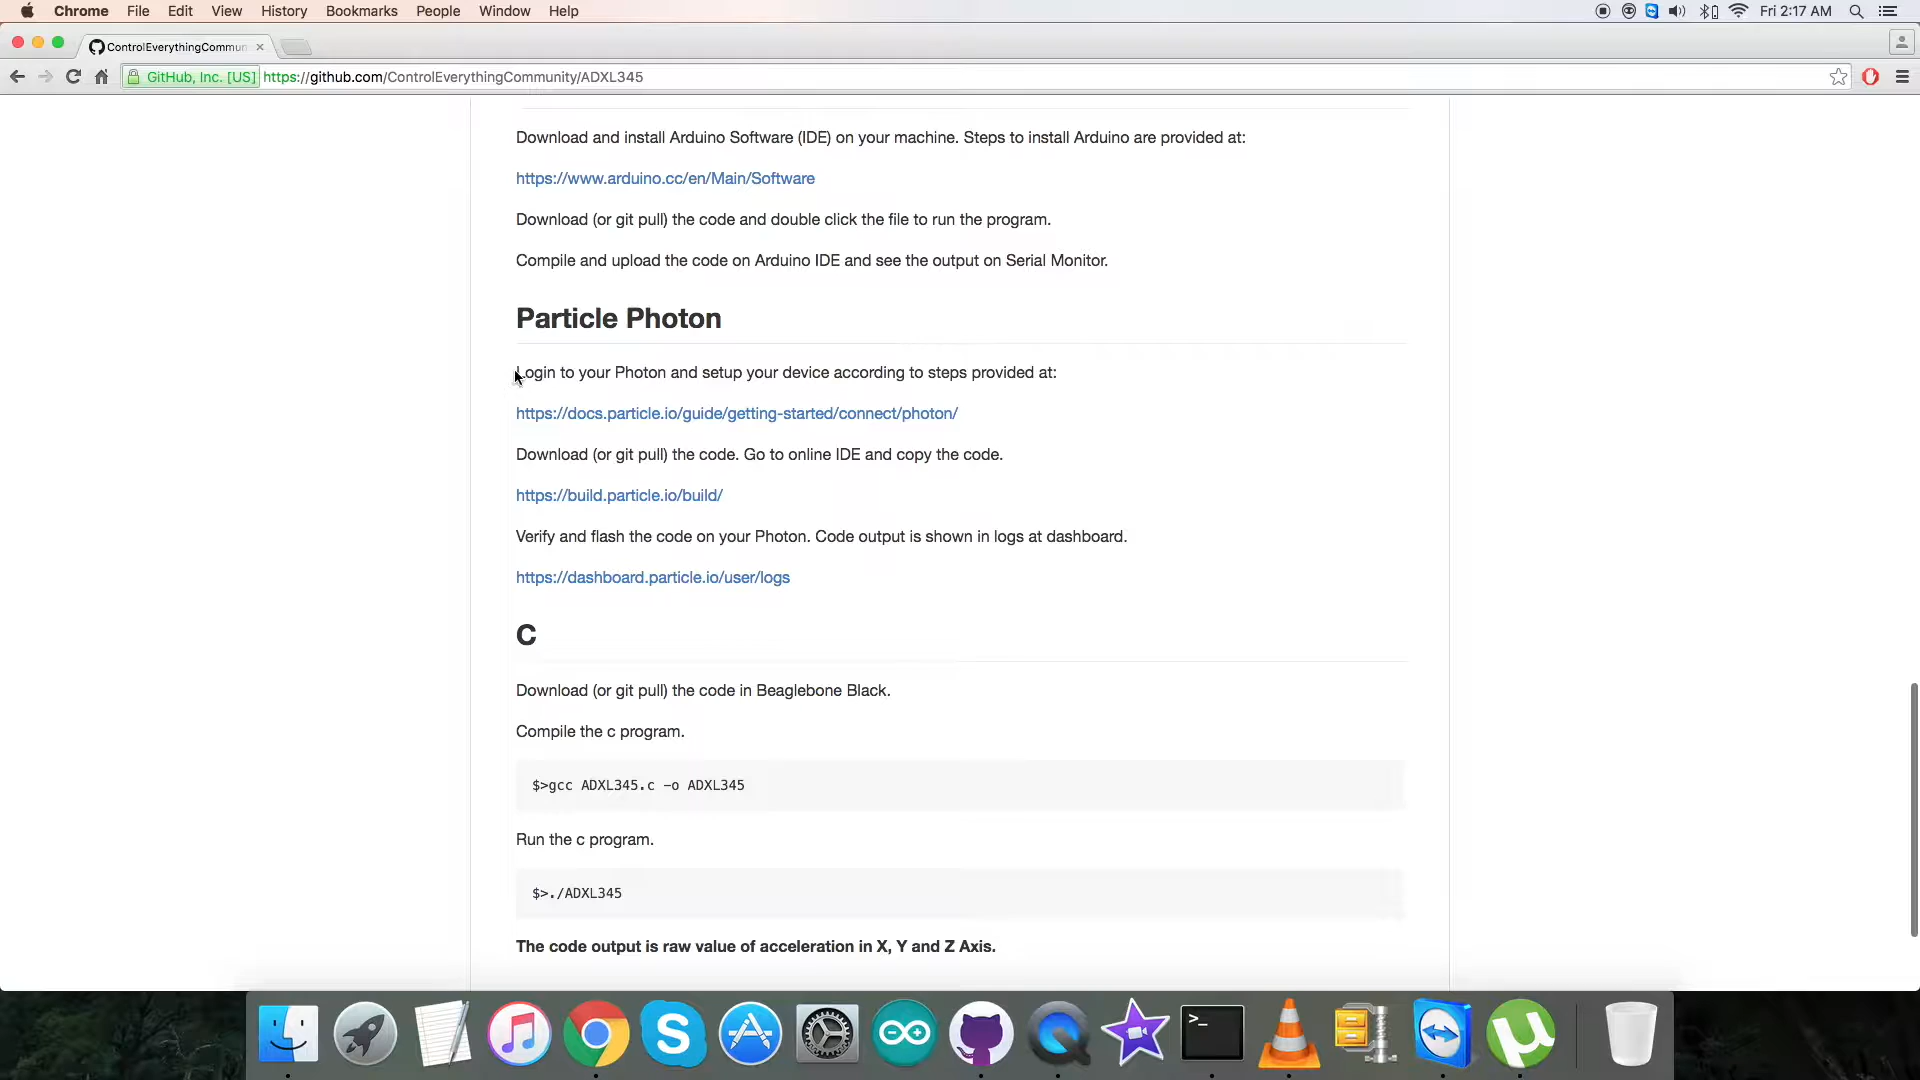 Chrome File Edit View History Bookmarks People Window Help Fri 2:17 AM
ControlEverythingCommun
GitHub, Inc. [US] https://github.com/ControlEverythingCommunity/ADXL345
Download and install Arduino Software (IDE) on your machine. Steps to install Arduino are provided at:
https://www.arduino.cc/en/Main/Software
Download (or git pull) the code and double click the file to run the program.
Compile and upload the code on Arduino IDE and see the output on Serial Monitor.
Particle Photon
Login to your Photon and setup your device according to steps provided at:
https://docs.particle.io/guide/getting-started/connect/photon/
Download (or git pull) the code. Go to online IDE and copy the code.
https://build.particle.io/build/
Verify and flash the code on your Photon. Code output is shown in logs at dashboard.
https://dashboard.particle.io/user/logs
C
Download (or git pull) the code in Beaglebone Black.
Compile the c program.
$>gcc ADXL345.c -o ADXL345
Run the c program.
$>./ADXL345
The code output is raw value of acceleration in X, Y and Z Axis.